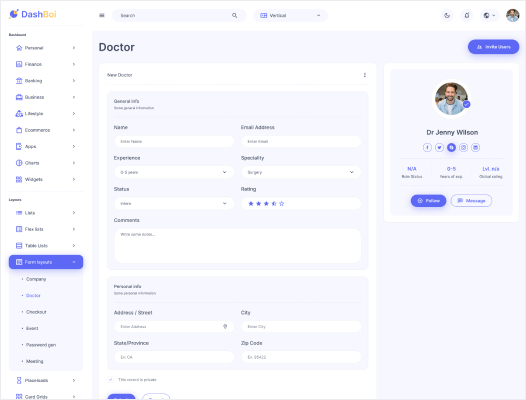 DashBoi
Search
Vertical
Dashboard
Personal
Finance
Banking
Business
Lifestyle
Ecommerce
Apps
Charts
Widgets
Layouts
Lists
Flex lists
Table Lists
Form layouts
Company
Doctor
Checkout
Event
Password gen
Meeting
Placeloads
Card Grids
Doctor
Invite Users
New Doctor
General Info
Some general information
Name
Email Address
Enter Name
Enter Email
Experience
Speciality
0-5 years
Surgery
Status
Rating
Intern
Comments
Write some notes...
Personal Info
Some personal information
Address / Street
City
Enter Address
Enter City
State/Province
Zip Code
Ex: CA
Ex: 95422
This record is private
Dr Jenny Wilson
N/A
0-5
Lvl. n/a
Role Status
Years of exp.
Global rating
Follow
Message